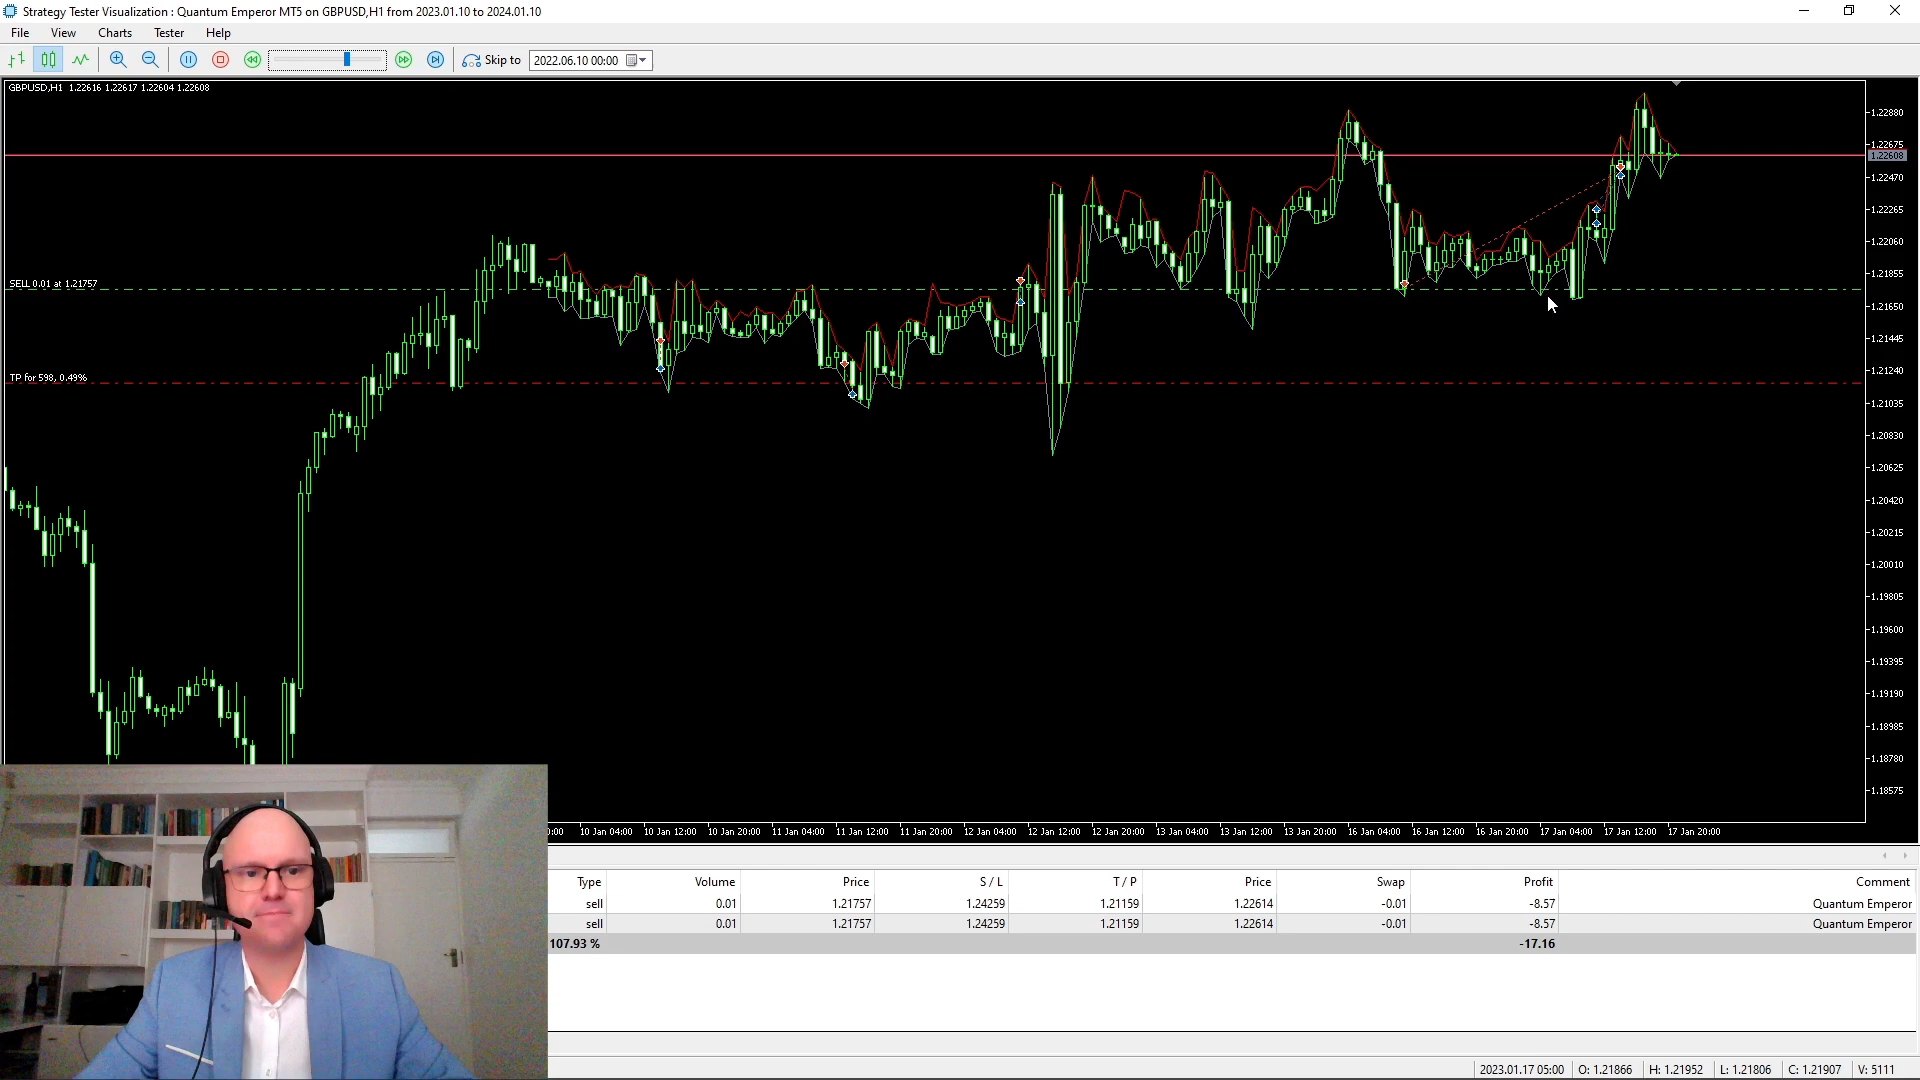 Strategy Tester Visualization : Quantum Emperor MT5 on GBPUSD,H1 from 2023.01.10 to 2024.01.10
File View Charts Tester Help
Skip to 2022.06.10 00:00
GBPUSD,H1 1.22616 1.22617 1.22604 1.22608
1.22880
1.22675
1.22608
1.22470
1.22265
1.22060
1.21855
SELL 0.01 at 1.21757
1.21650
1.21445
1.21240
TP for 598, 0.49%
1.21035
1.20830
1.20625
1.20420
1.20215
1.20010
1.19805
1.19600
1.19395
1.19190
1.18985
1.18780
1.18575
0:00 10 Jan 04:00 10 Jan 12:00 10 Jan 20:00 11 Jan 04:00 11 Jan 12:00 11 Jan 20:00 12 Jan 04:00 12 Jan 12:00 12 Jan 20:00 13 Jan 04:00 13 Jan 12:00 13 Jan 20:00 16 Jan 04:00 16 Jan 12:00 16 Jan 20:00 17 Jan 04:00 17 Jan 12:00 17 Jan 20:00
Type Volume Price S / L T / P Price Swap Profit Comment
sell 0.01 1.21757 1.24259 1.21159 1.22614 -0.01 -8.57 Quantum Emperor
sell 0.01 1.21757 1.24259 1.21159 1.22614 -0.01 -8.57 Quantum Emperor
107.93 % -17.16
2023.01.17 05:00 O: 1.21866 H: 1.21952 L: 1.21806 C: 1.21907 V: 5111